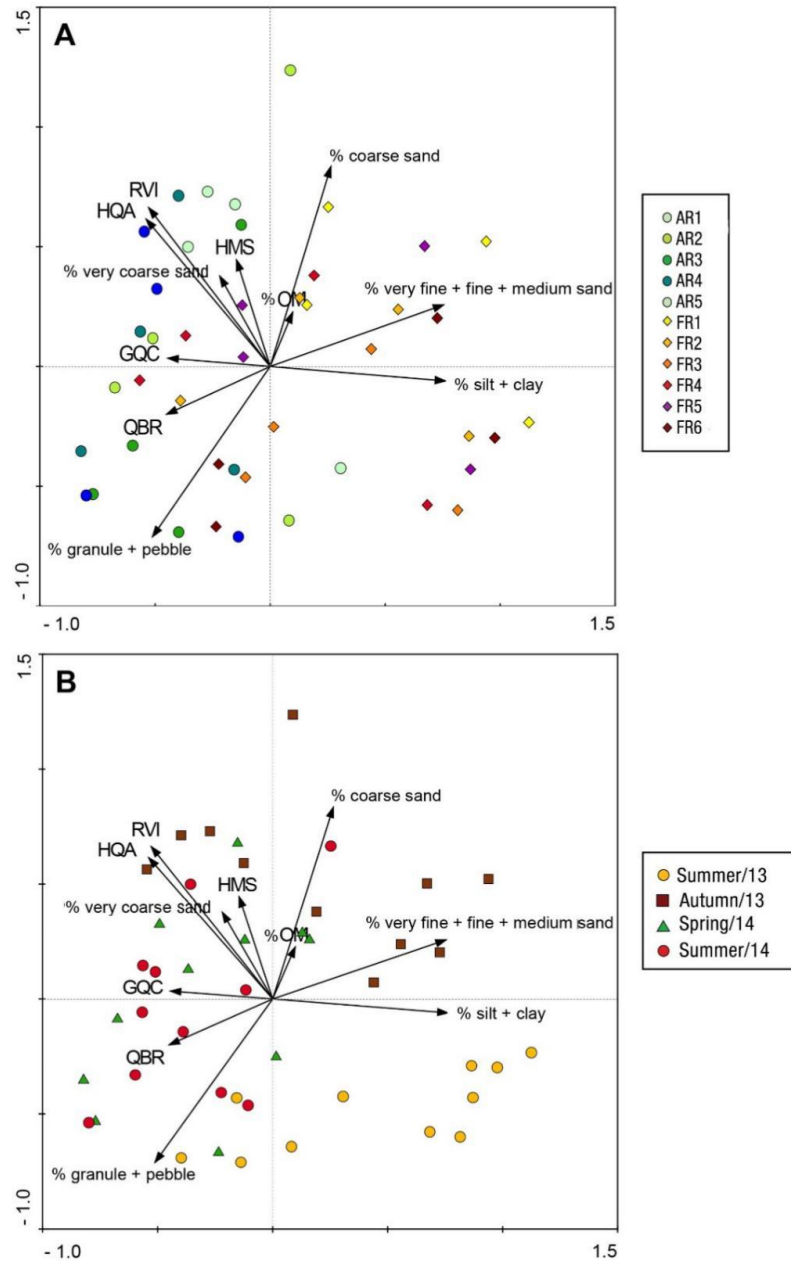 1.5
A
% coarse sand
RVI
HQA
HMS
% very coarse sand
% OM
% very fine + fine + medium sand
GQC
% silt + clay
QBR
% granule + pebble
- 1.0
- 1.0
1.5
AR1
AR2
AR3
AR4
AR5
FR1
FR2
FR3
FR4
FR5
FR6
1.5
B
% coarse sand
RVI
HQA
HMS
% very coarse sand
% OM
% very fine + fine + medium sand
GQC
% silt + clay
QBR
% granule + pebble
- 1.0
- 1.0
1.5
Summer/13
Autumn/13
Spring/14
Summer/14